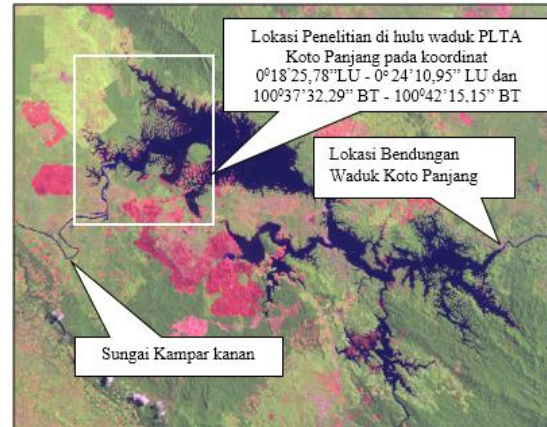 Lokasi Penelitian di hulu waduk PLTA
Koto Panjang pada koordinat
0⁰18'25,78”LU - 0° 24’10,95” LU dan
100⁰37’32,29” BT - 100⁰42’15,15” BT
Lokasi Bendungan
Waduk Koto Panjang
Sungai Kampar kanan